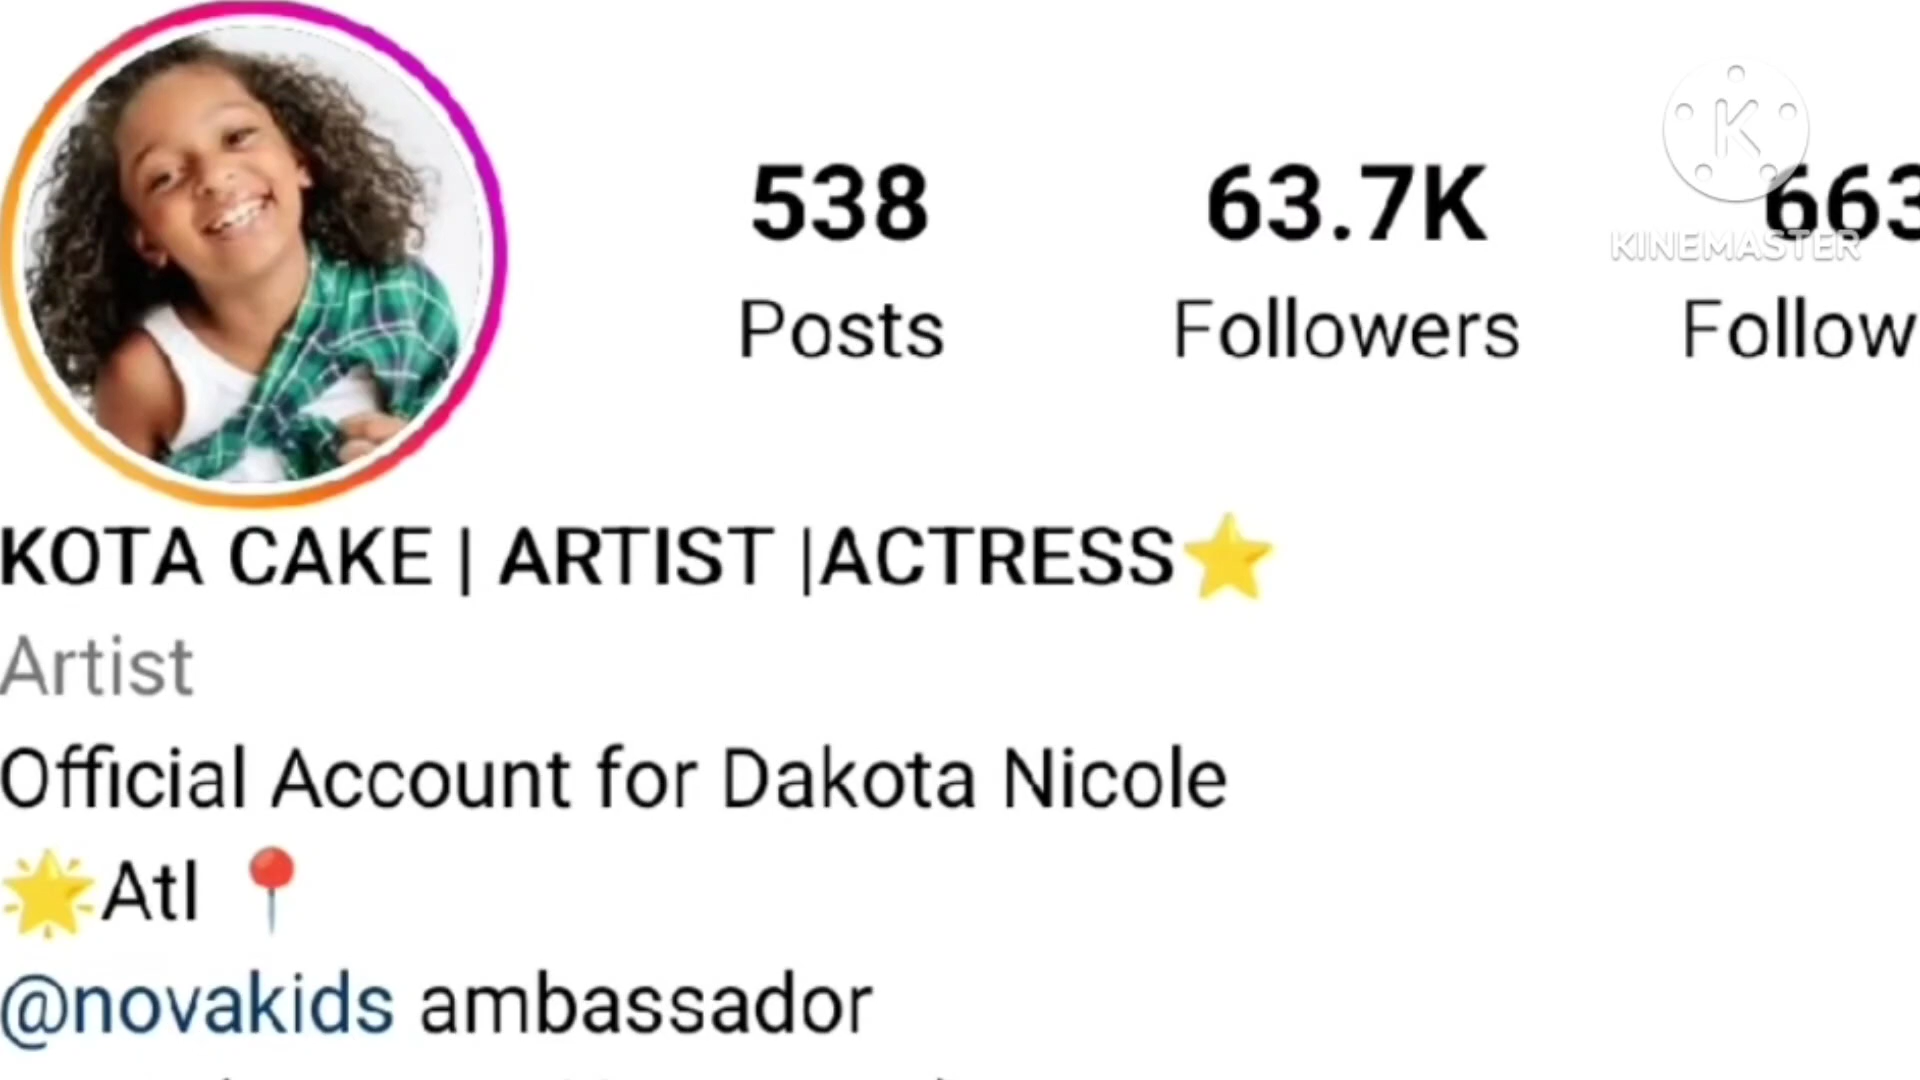 538 63.7K 663
Posts Followers Follow
KINEMASTER
KOTA CAKE | ARTIST |ACTRESS⭐
Artist
Official Account for Dakota Nicole
🌟Atl 📍
@novakids ambassador